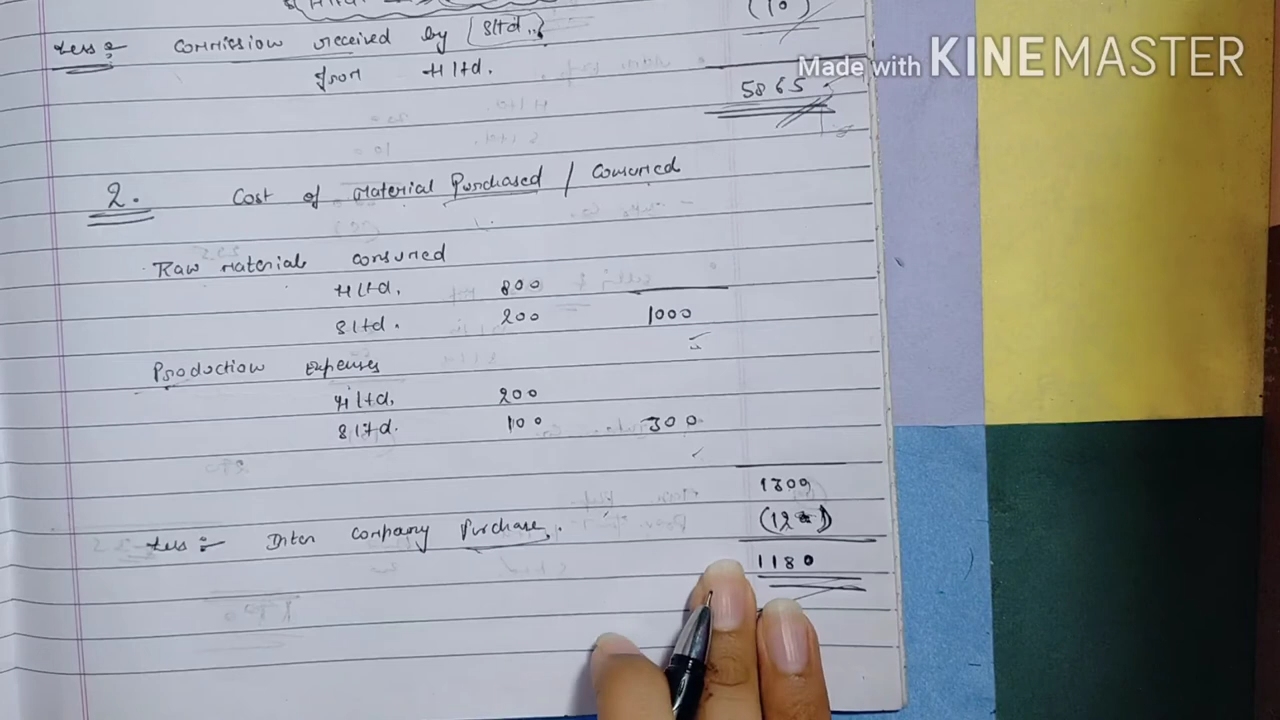 (10)
Less :- Commission received by S ltd.
from H ltd.
Made with KINEMASTER
5865
2. Cost of Material Purchased / Consumed
Raw Material consumed
H ltd. 800
S ltd. 200 1000
Production Expenses
H ltd. 200
S ltd. 100 300
1300
Less :- Inter Company Purchase.
1180